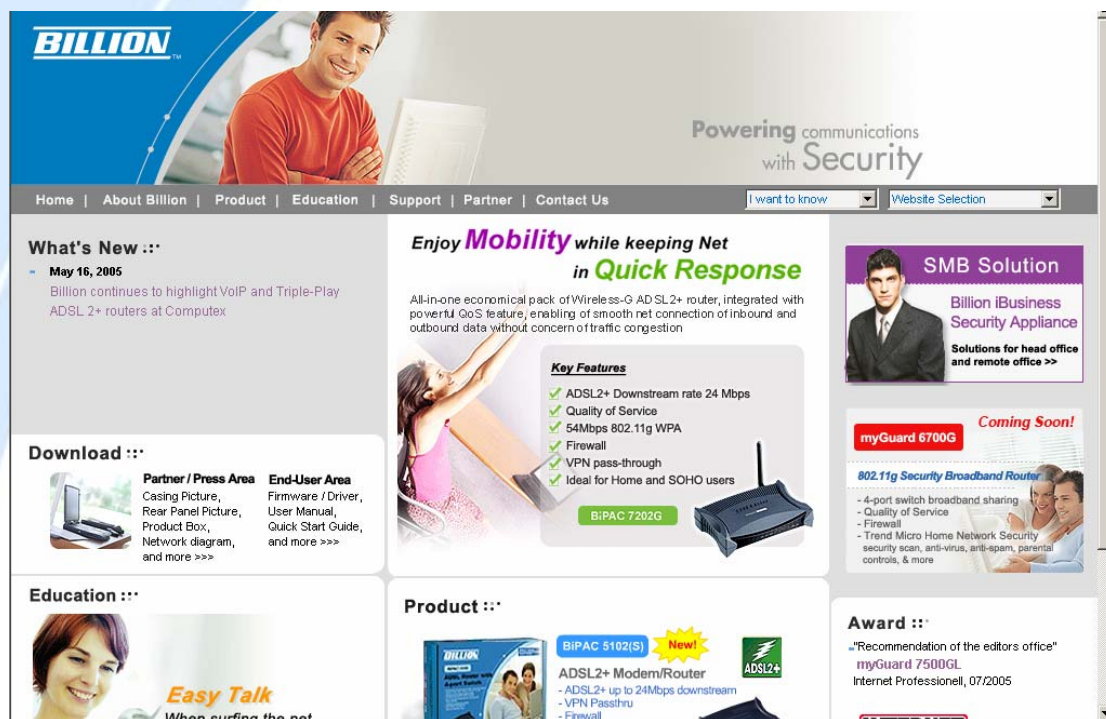 BILLION TM
Powering communications
with Security
Home | About Billion | Product | Education | Support | Partner | Contact Us
I want to know
Website Selection
What's New
May 16, 2005
Billion continues to highlight VoIP and Triple-Play
ADSL 2+ routers at Computex
Download
Partner / Press Area
Casing Picture,
Rear Panel Picture,
Product Box,
Network diagram,
and more >>>
End-User Area
Firmware / Driver,
User Manual,
Quick Start Guide,
and more >>>
Education
Easy Talk
When surfing the net
Enjoy Mobility while keeping Net
in Quick Response
All-in-one economical pack of Wireless-G ADSL2+ router, integrated with
powerful QoS feature, enabling of smooth net connection of inbound and
outbound data without concern of traffic congestion
Key Features
ADSL2+ Downstream rate 24 Mbps
Quality of Service
54Mbps 802.11g WPA
Firewall
VPN pass-through
Ideal for Home and SOHO users
BiPAC 7202G
Product
BILLION
BiPAC 5102(S)
New!
ADSL2+
ADSL2+ Modem/Router
- ADSL2+ up to 24Mbps downstream
- VPN Passthru
- Firewall
SMB Solution
Billion iBusiness
Security Appliance
Solutions for head office
and remote office >>
Coming Soon!
myGuard 6700G
802.11g Security Broadband Router
- 4-port switch broadband sharing
- Quality of Service
- Firewall
- Trend Micro Home Network Security
security scan, anti-virus, anti-spam, parental
controls, & more
Award
"Recommendation of the editors office"
myGuard 7500GL
Internet Professionell, 07/2005